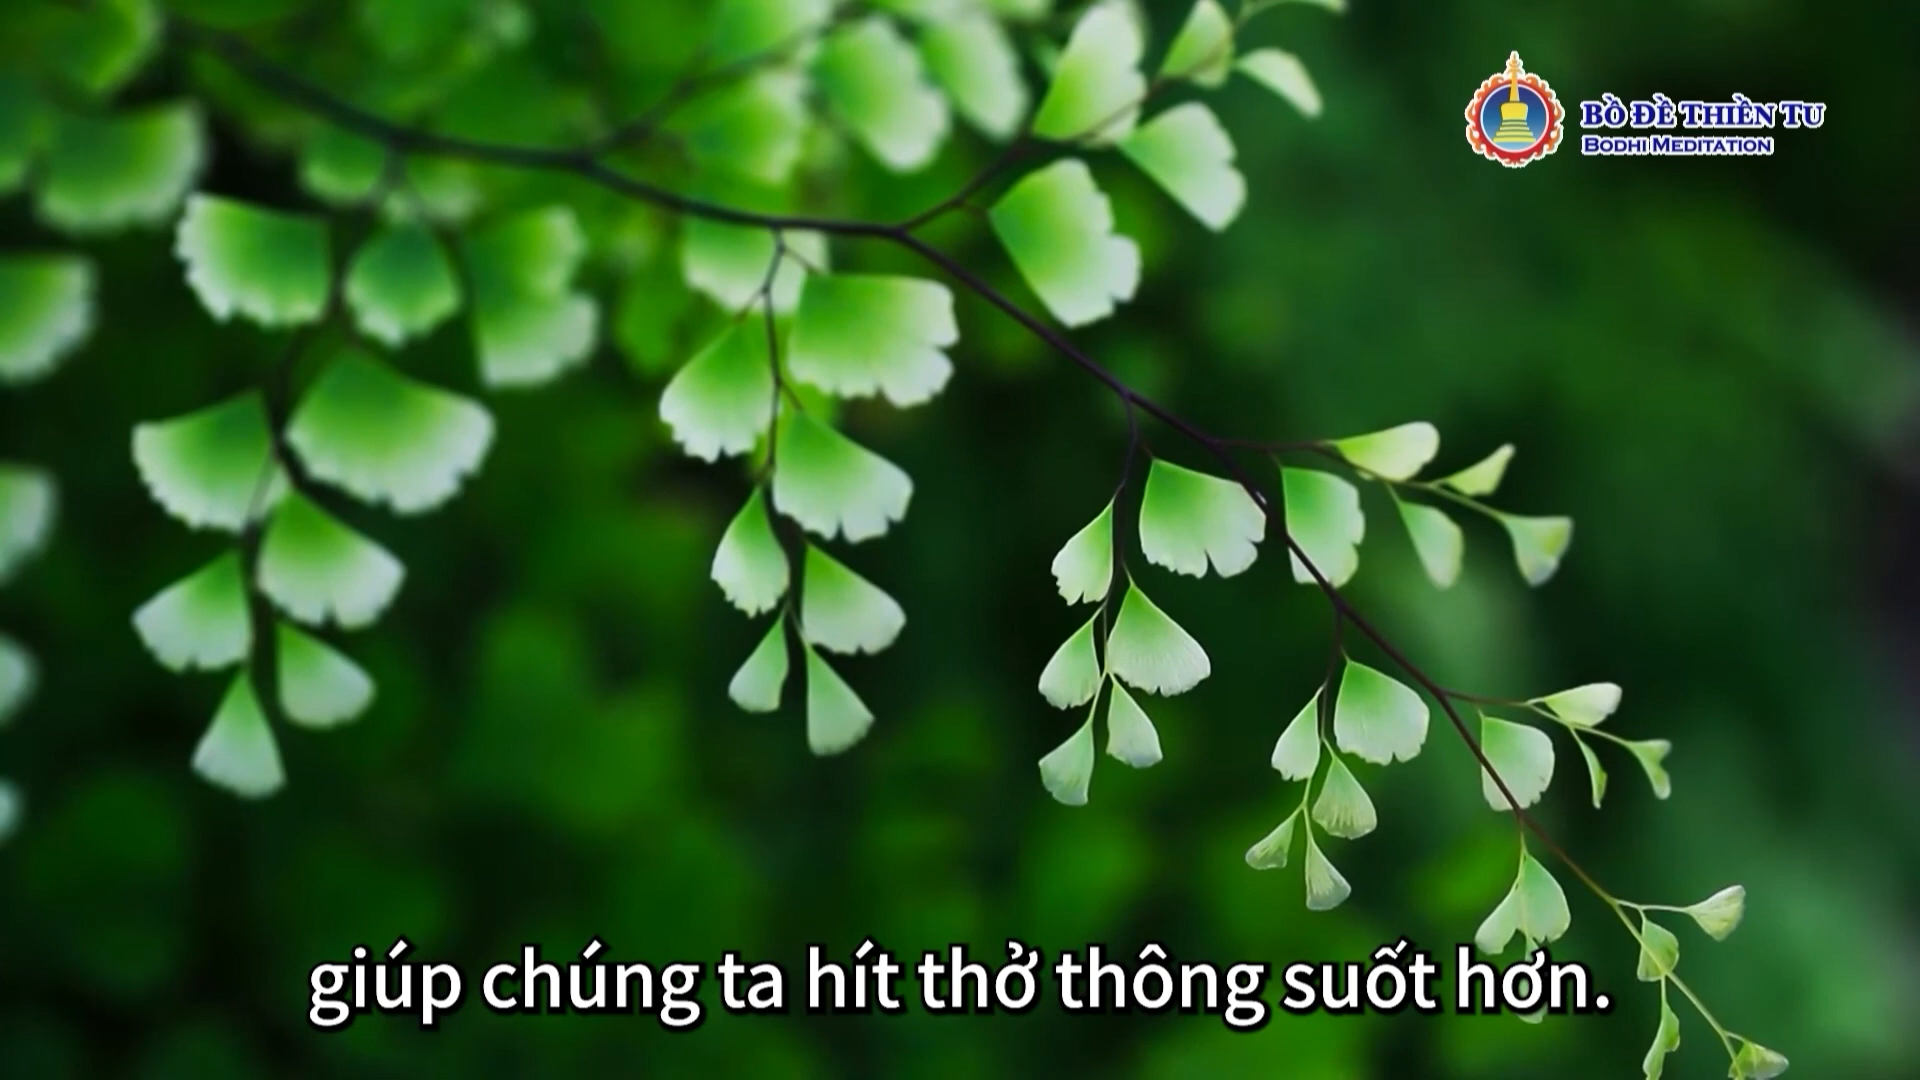 BỒ ĐỀ THIỀN TU
BODHI MEDITATION
giúp chúng ta hít thở thông suốt hơn.